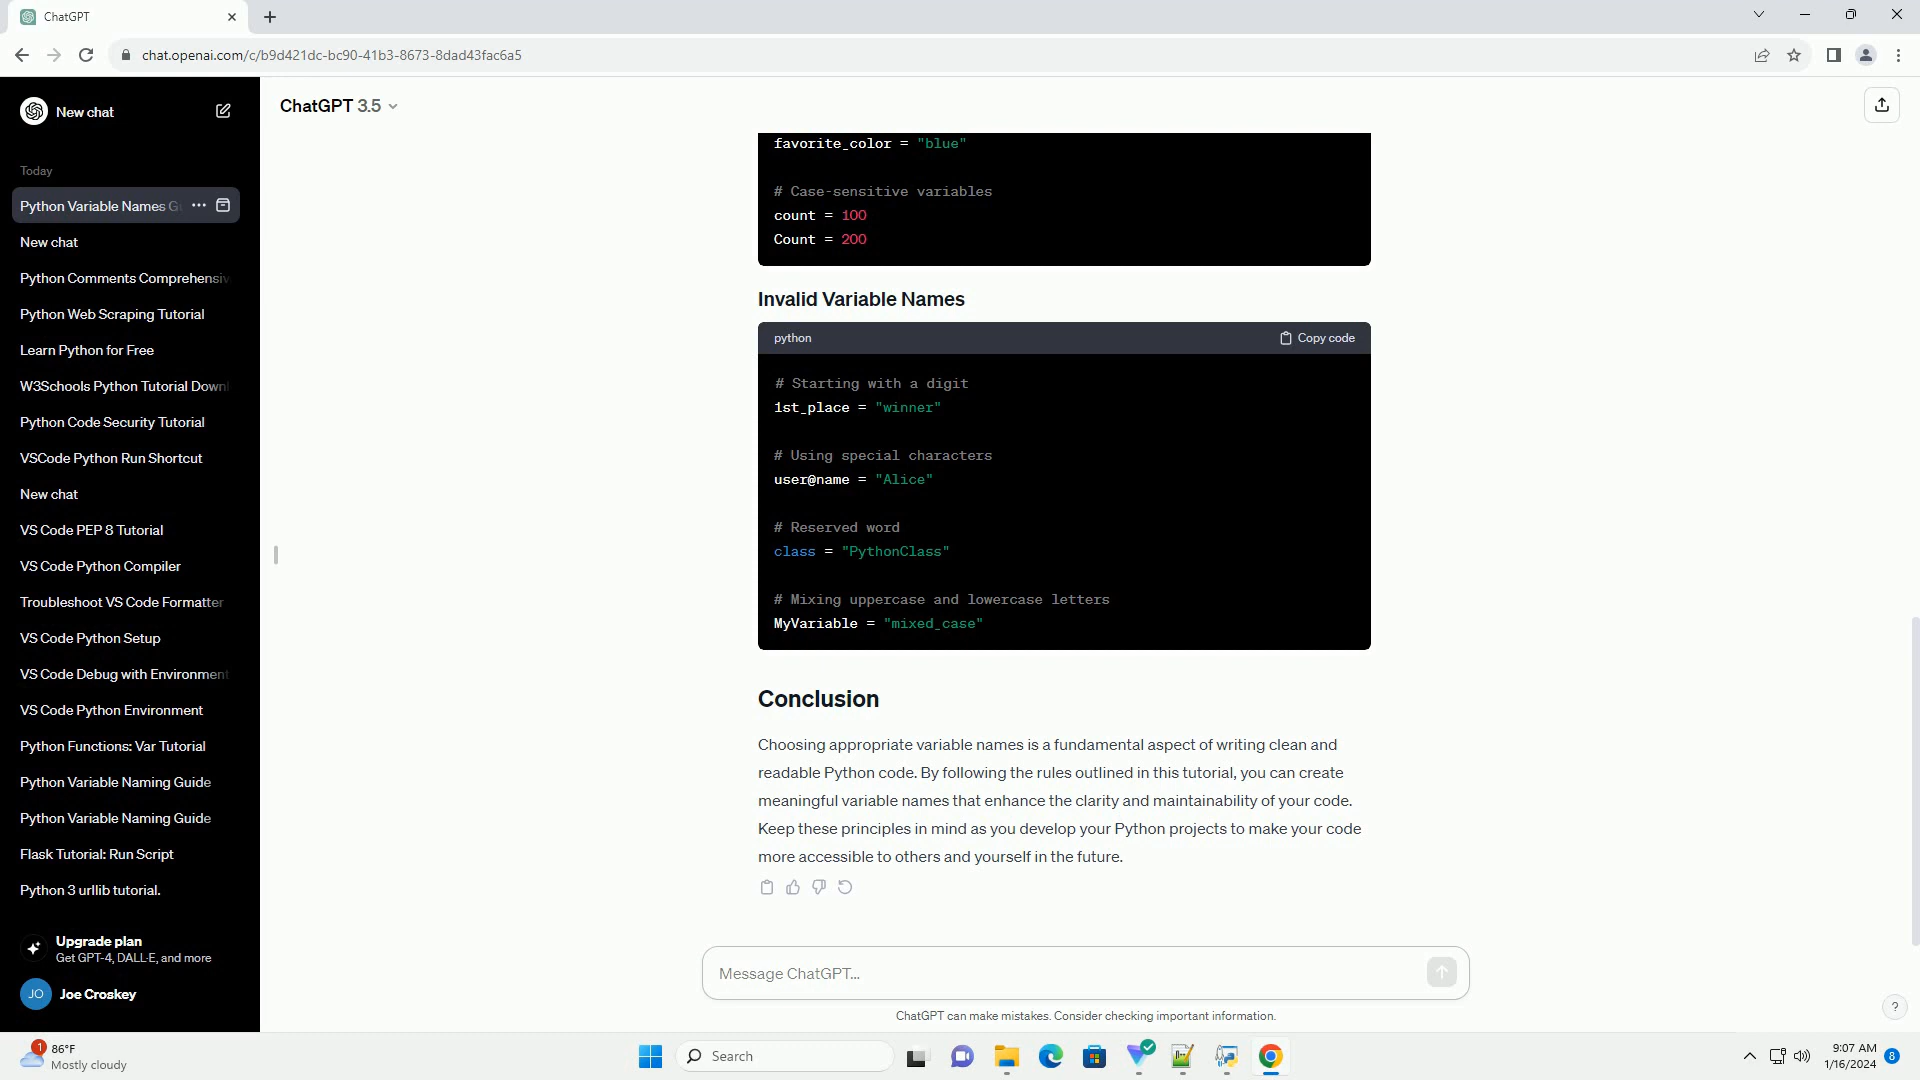 ChatGPT
chat.openai.com/c/b9d421dc-bc90-41b3-8673-8dad43fac6a5
New chat
ChatGPT 3.5
Today
Python Variable Names G
New chat
Python Comments Comprehensiv
Python Web Scraping Tutorial
Learn Python for Free
W3Schools Python Tutorial Downl
Python Code Security Tutorial
VSCode Python Run Shortcut
New chat
VS Code PEP 8 Tutorial
VS Code Python Compiler
Troubleshoot VS Code Formatter
VS Code Python Setup
VS Code Debug with Environment
VS Code Python Environment
Python Functions: Var Tutorial
Python Variable Naming Guide
Python Variable Naming Guide
Flask Tutorial: Run Script
Python 3 urllib tutorial.
Upgrade plan
Get GPT-4, DALL·E, and more
JO Joe Croskey
favorite_color = "blue"
# Case-sensitive variables
count = 100
Count = 200
Invalid Variable Names
python Copy code
# Starting with a digit
1st_place = "winner"
# Using special characters
user@name = "Alice"
# Reserved word
class = "PythonClass"
# Mixing uppercase and lowercase letters
MyVariable = "mixed_case"
Conclusion
Choosing appropriate variable names is a fundamental aspect of writing clean and
readable Python code. By following the rules outlined in this tutorial, you can create
meaningful variable names that enhance the clarity and maintainability of your code.
Keep these principles in mind as you develop your Python projects to make your code
more accessible to others and yourself in the future.
Message ChatGPT...
ChatGPT can make mistakes. Consider checking important information.
?
1
86°F
Mostly cloudy
Search
9:07 AM
1/16/2024
8